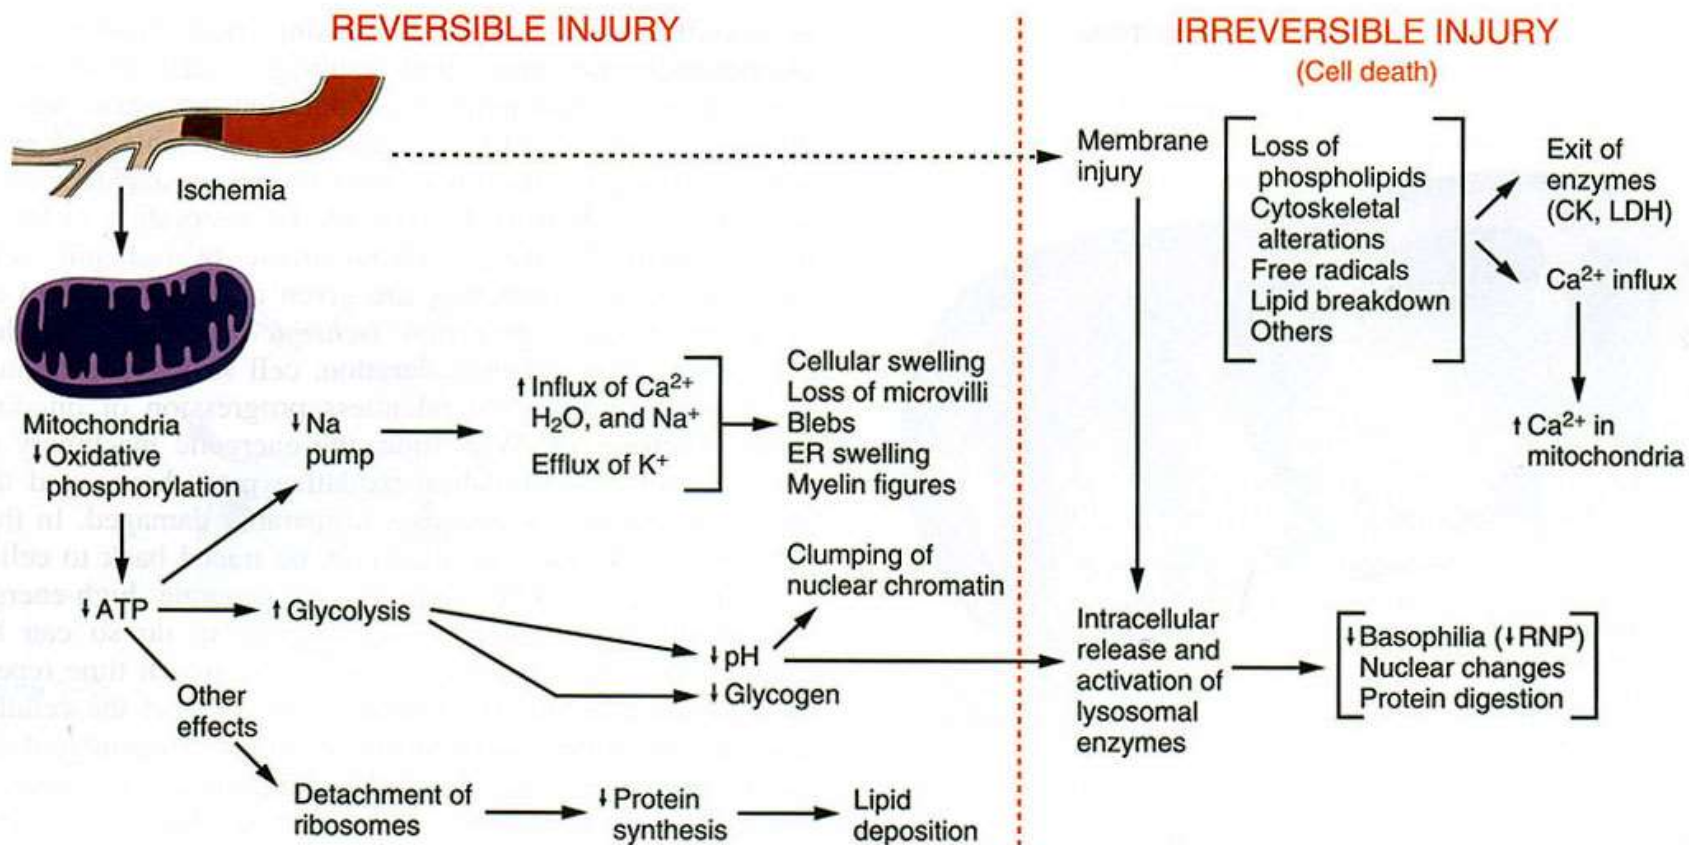 REVERSIBLE INJURY
IRREVERSIBLE INJURY
(Cell death)
Ischemia
Mitochondria
↓Oxidative
phosphorylation
↓Na
pump
↑Influx of Ca²⁺
H₂O, and Na⁺
Efflux of K⁺
Cellular swelling
Loss of microvilli
Blebs
ER swelling
Myelin figures
↓ATP
↑Glycolysis
Clumping of
nuclear chromatin
↓pH
↓Glycogen
Other
effects
Detachment of
ribosomes
↓Protein
synthesis
Lipid
deposition
Membrane
injury
Loss of
phospholipids
Cytoskeletal
alterations
Free radicals
Lipid breakdown
Others
Exit of
enzymes
(CK, LDH)
Ca²⁺ influx
↑Ca²⁺ in
mitochondria
Intracellular
release and
activation of
lysosomal
enzymes
↓Basophilia (↓RNP)
Nuclear changes
Protein digestion